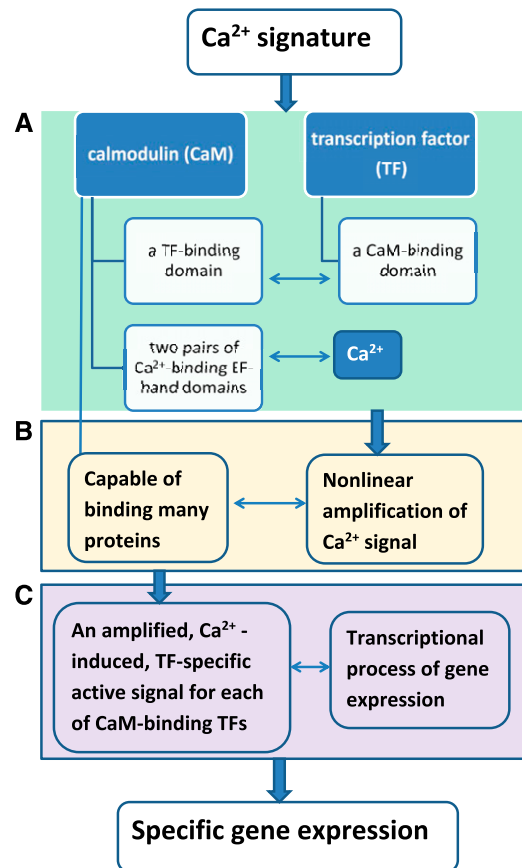 Ca²⁺ signature
A
calmodulin (CaM)
transcription factor
(TF)
a TF-binding
domain
a CaM-binding
domain
two pairs of
Ca²⁺-binding EF-
hand domains
Ca²⁺
B
Capable of
binding many
proteins
Nonlinear
amplification of
Ca²⁺ signal
C
An amplified, Ca²⁺ -
induced, TF-specific
active signal for each
of CaM-binding TFs
Transcriptional
process of gene
expression
Specific gene expression